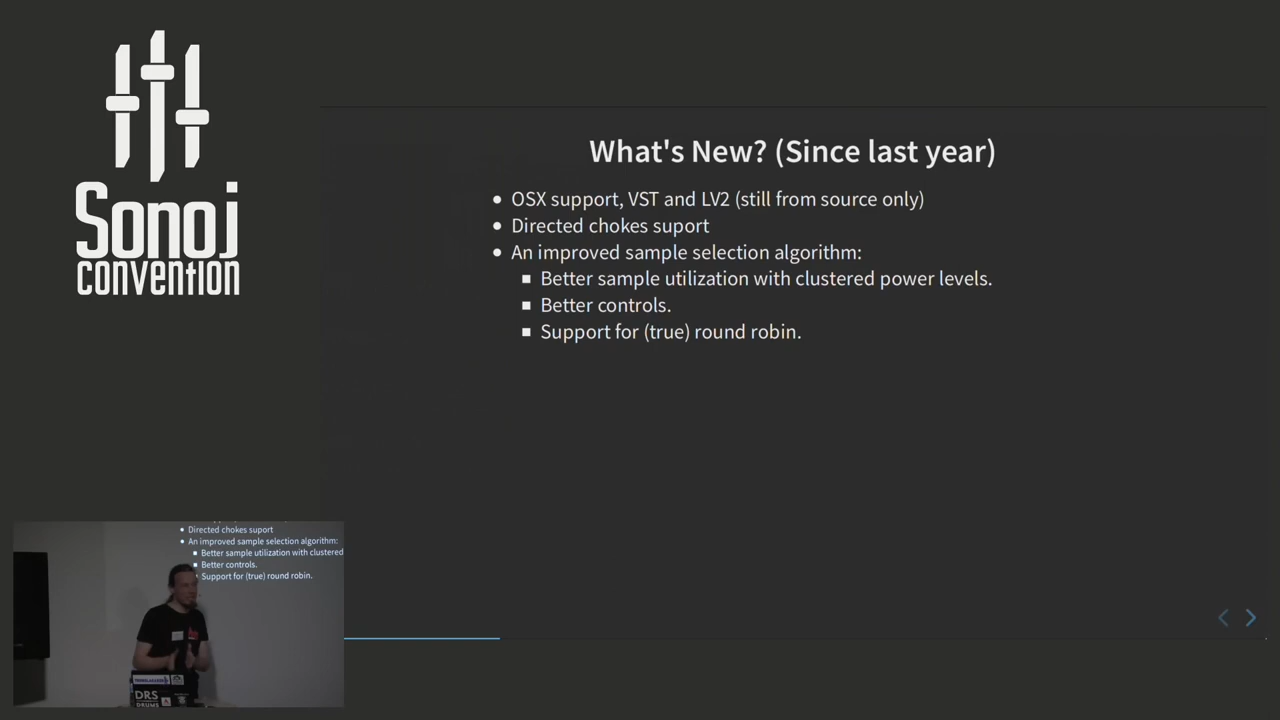 Sonoj
convention
What's New? (Since last year)
OSX support, VST and LV2 (still from source only)
Directed chokes suport
An improved sample selection algorithm:
Better sample utilization with clustered power levels.
Better controls.
Support for (true) round robin.
Directed chokes suport
An improved sample selection algorithm:
Better sample utilization with clustered
Better controls.
Support for (true) round robin.
DRS
DRUMS